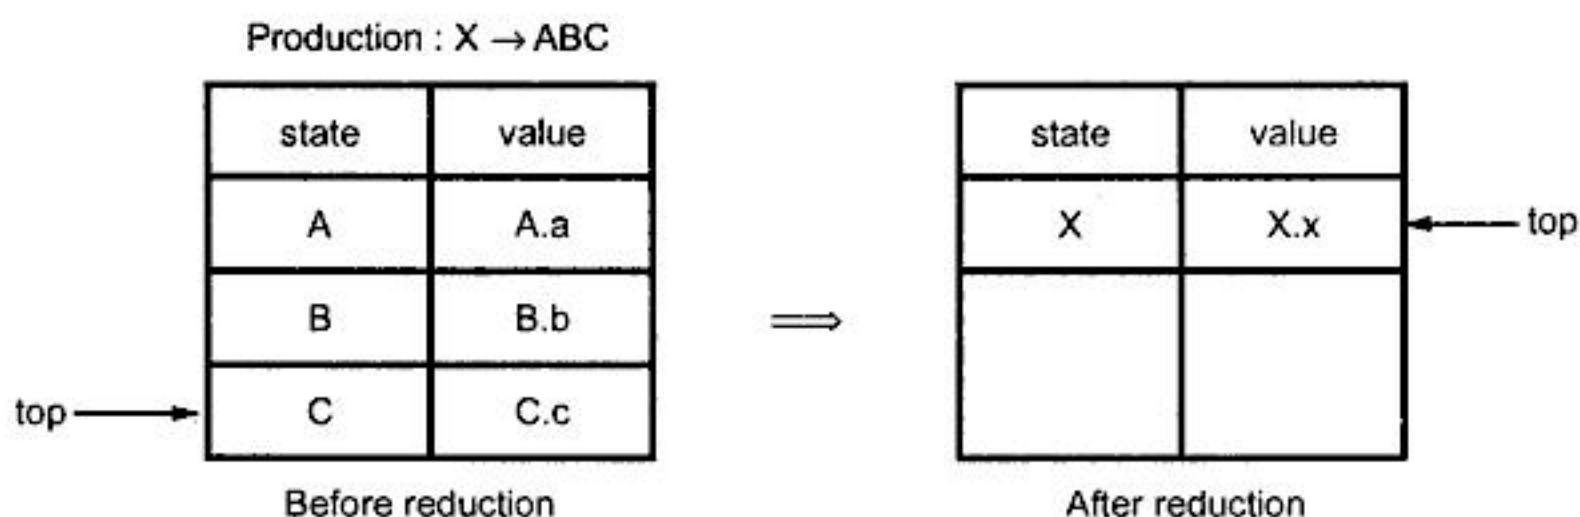 Production : X → ABC
state value
A A.a
B B.b
top C C.c
Before reduction
⟹
state value
X X.x top
After reduction